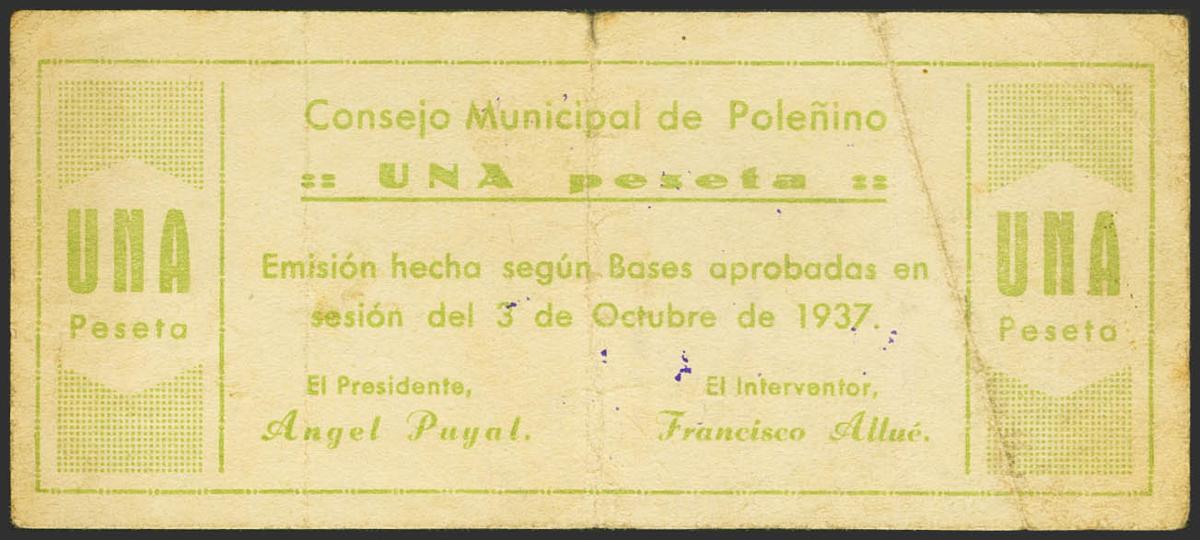 Consejo Municipal de Poleñino
:: UNA peseta ::
UNA
Peseta
Emisión hecha según Bases aprobadas en
sesión del 3 de Octubre de 1937.
El Presidente,
Angel Puyal.
El Interventor,
Francisco Allué.
UNA
Peseta